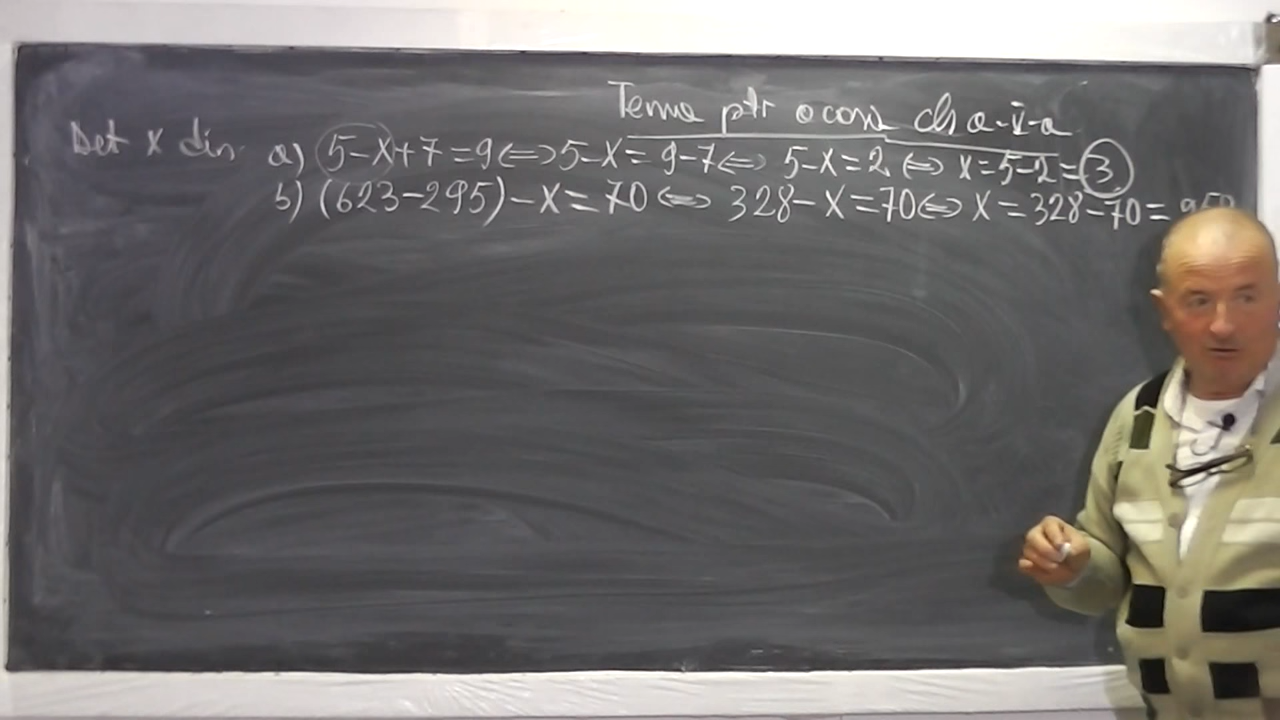 Tema ptr acasă cls a-V-a
Det x din: a) 5-x+7=9 <=> 5-x=9-7 <=> 5-x=2 <=> x=5-2=3
b) (623-295)-x=70 <=> 328-x=70 <=> x=328-70=